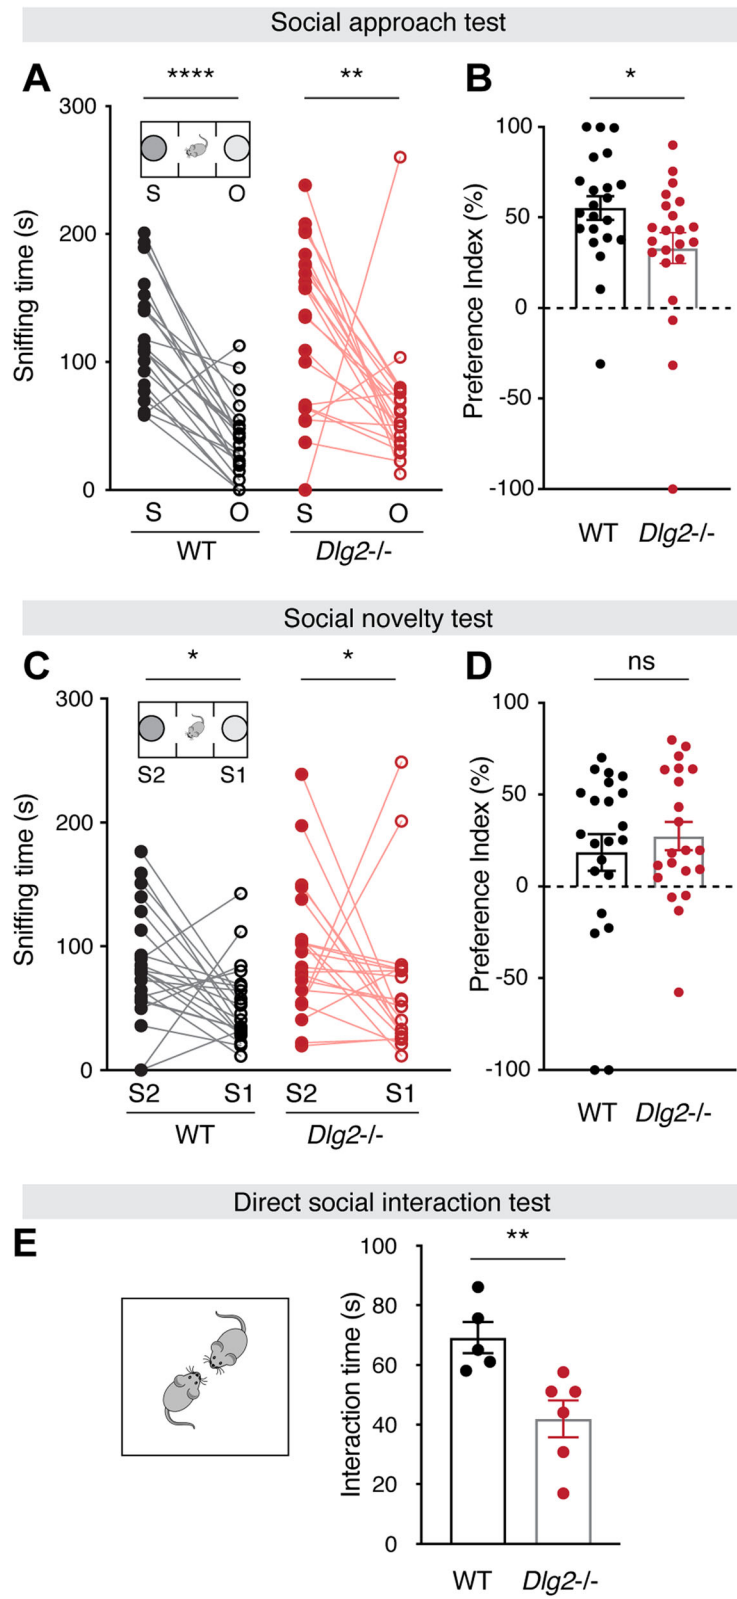 Social approach test
A
B
**** **
*
300
200
100
0
Sniffing time (s)
S O
S O S O
WT Dlg2-/-
100
50
0
-50
-100
Preference Index (%)
WT Dlg2-/-
Social novelty test
C
D
* *
ns
300
200
100
0
Sniffing time (s)
S2 S1
S2 S1 S2 S1
WT Dlg2-/-
100
50
0
-50
-100
Preference Index (%)
WT Dlg2-/-
Direct social interaction test
E
**
100
80
60
40
20
0
Interaction time (s)
WT Dlg2-/-